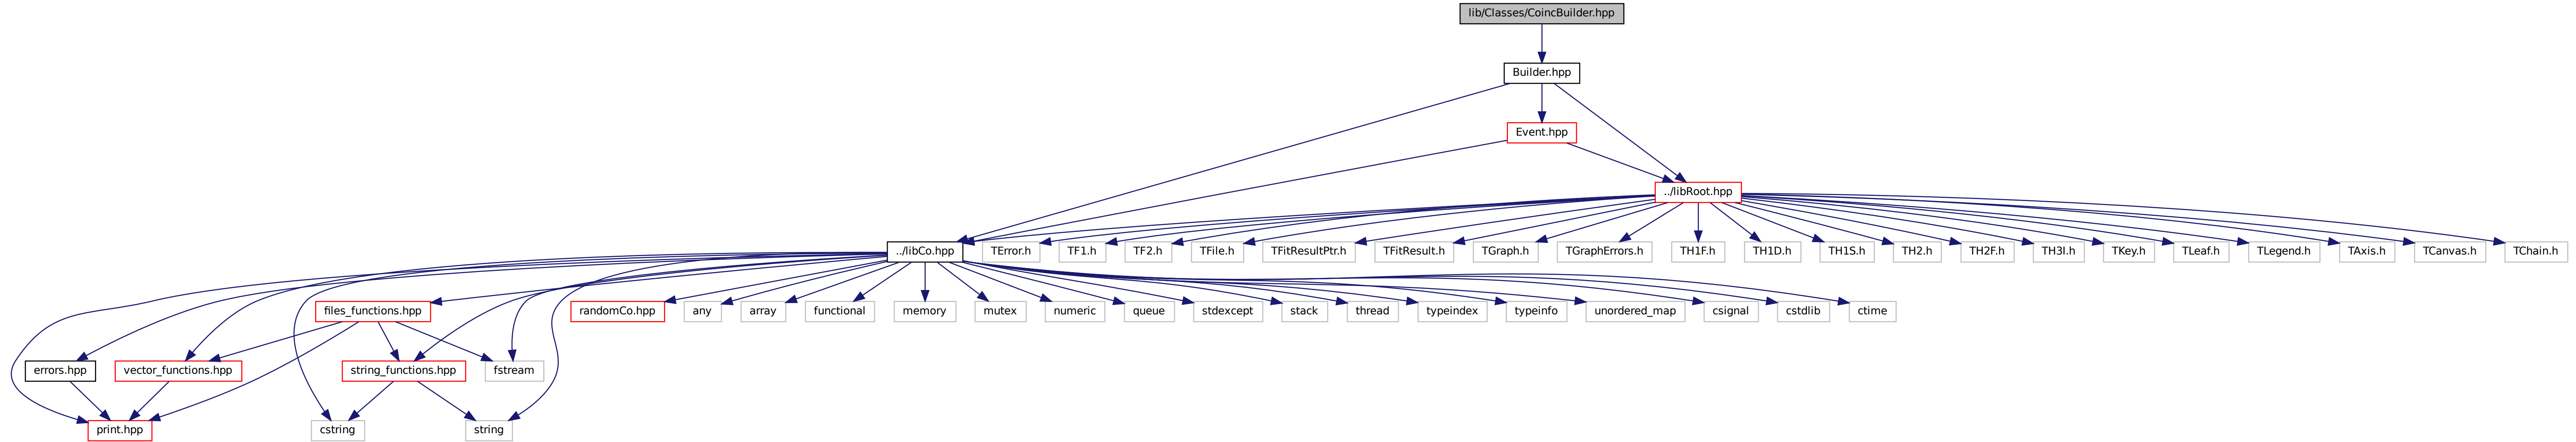 lib/Classes/CoincBuilder.hpp
Builder.hpp
Event.hpp
../libRoot.hpp
../libCo.hpp
TError.h
TF1.h
TF2.h
TFile.h
TFitResultPtr.h
TFitResult.h
TGraph.h
TGraphErrors.h
TH1F.h
TH1D.h
TH1S.h
TH2.h
TH2F.h
TH3I.h
TKey.h
TLeaf.h
TLegend.h
TAxis.h
TCanvas.h
TChain.h
files_functions.hpp
randomCo.hpp
any
array
functional
memory
mutex
numeric
queue
stdexcept
stack
thread
typeindex
typeinfo
unordered_map
csignal
cstdlib
ctime
errors.hpp
vector_functions.hpp
string_functions.hpp
fstream
print.hpp
cstring
string